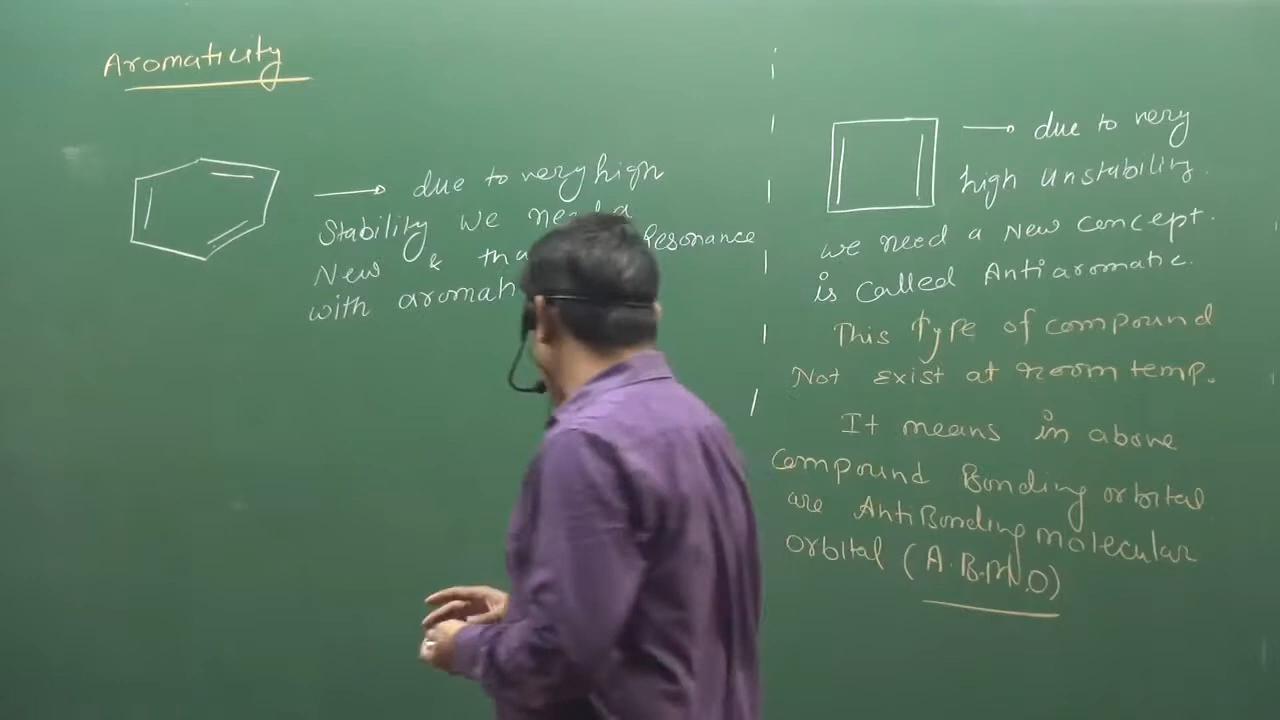 Aromaticity
due to very high
Stability we need a
New & Resonance
with
due to very
high unstability.
we need a New concept.
is called Antiaromatic.
This Type of compound
Not exist at room temp.
It means in above
compound Bonding orbital
are AntiBonding molecular
orbital (A.B.M.O)